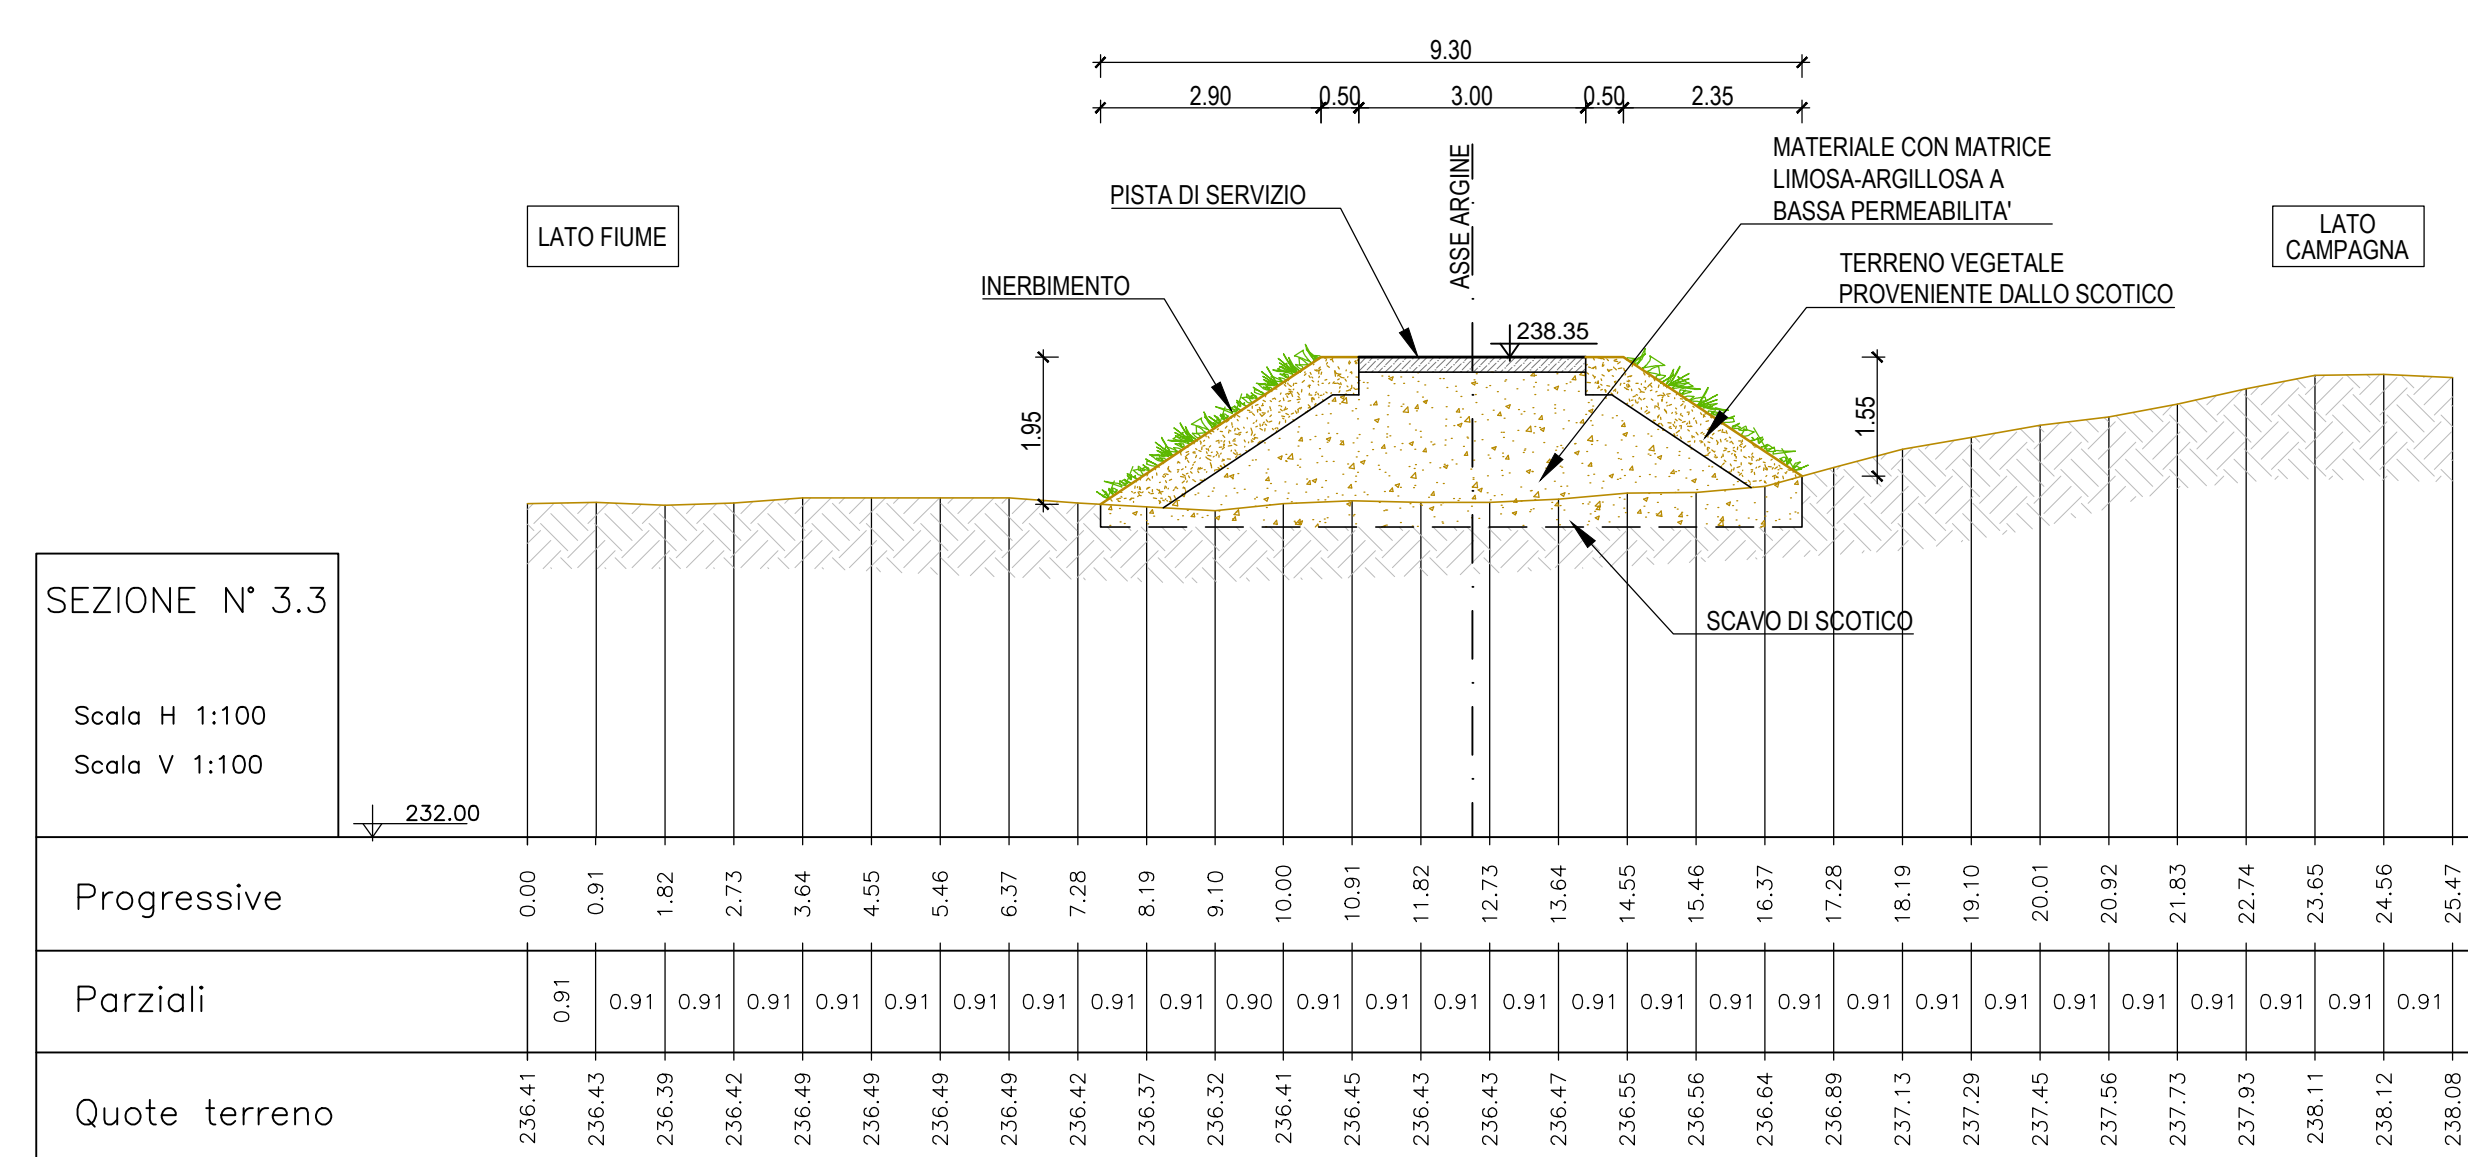 9.30
2.90 0.50 3.00 0.50 2.35
MATERIALE CON MATRICE
LIMOSA-ARGILLOSA A
BASSA PERMEABILITA'
ASSE ARGINE
PISTA DI SERVIZIO
LATO FIUME
LATO
CAMPAGNA
TERRENO VEGETALE
PROVENIENTE DALLO SCOTICO
INERBIMENTO
238.35
1.95
1.55
SCAVO DI SCOTICO
SEZIONE N° 3.3
Scala H 1:100
Scala V 1:100
232.00
Progressive 0.00 0.91 1.82 2.73 3.64 4.55 5.46 6.37 7.28 8.19 9.10 10.00 10.91 11.82 12.73 13.64 14.55 15.46 16.37 17.28 18.19 19.10 20.01 20.92 21.83 22.74 23.65 24.56 25.47
Parziali 0.91 0.91 0.91 0.91 0.91 0.91 0.91 0.91 0.91 0.91 0.90 0.91 0.91 0.91 0.91 0.91 0.91 0.91 0.91 0.91 0.91 0.91 0.91 0.91 0.91 0.91 0.91 0.91
Quote terreno 236.41 236.43 236.39 236.42 236.49 236.49 236.49 236.49 236.42 236.37 236.32 236.41 236.45 236.43 236.43 236.47 236.55 236.56 236.64 236.89 237.13 237.29 237.45 237.56 237.73 237.93 238.11 238.12 238.08